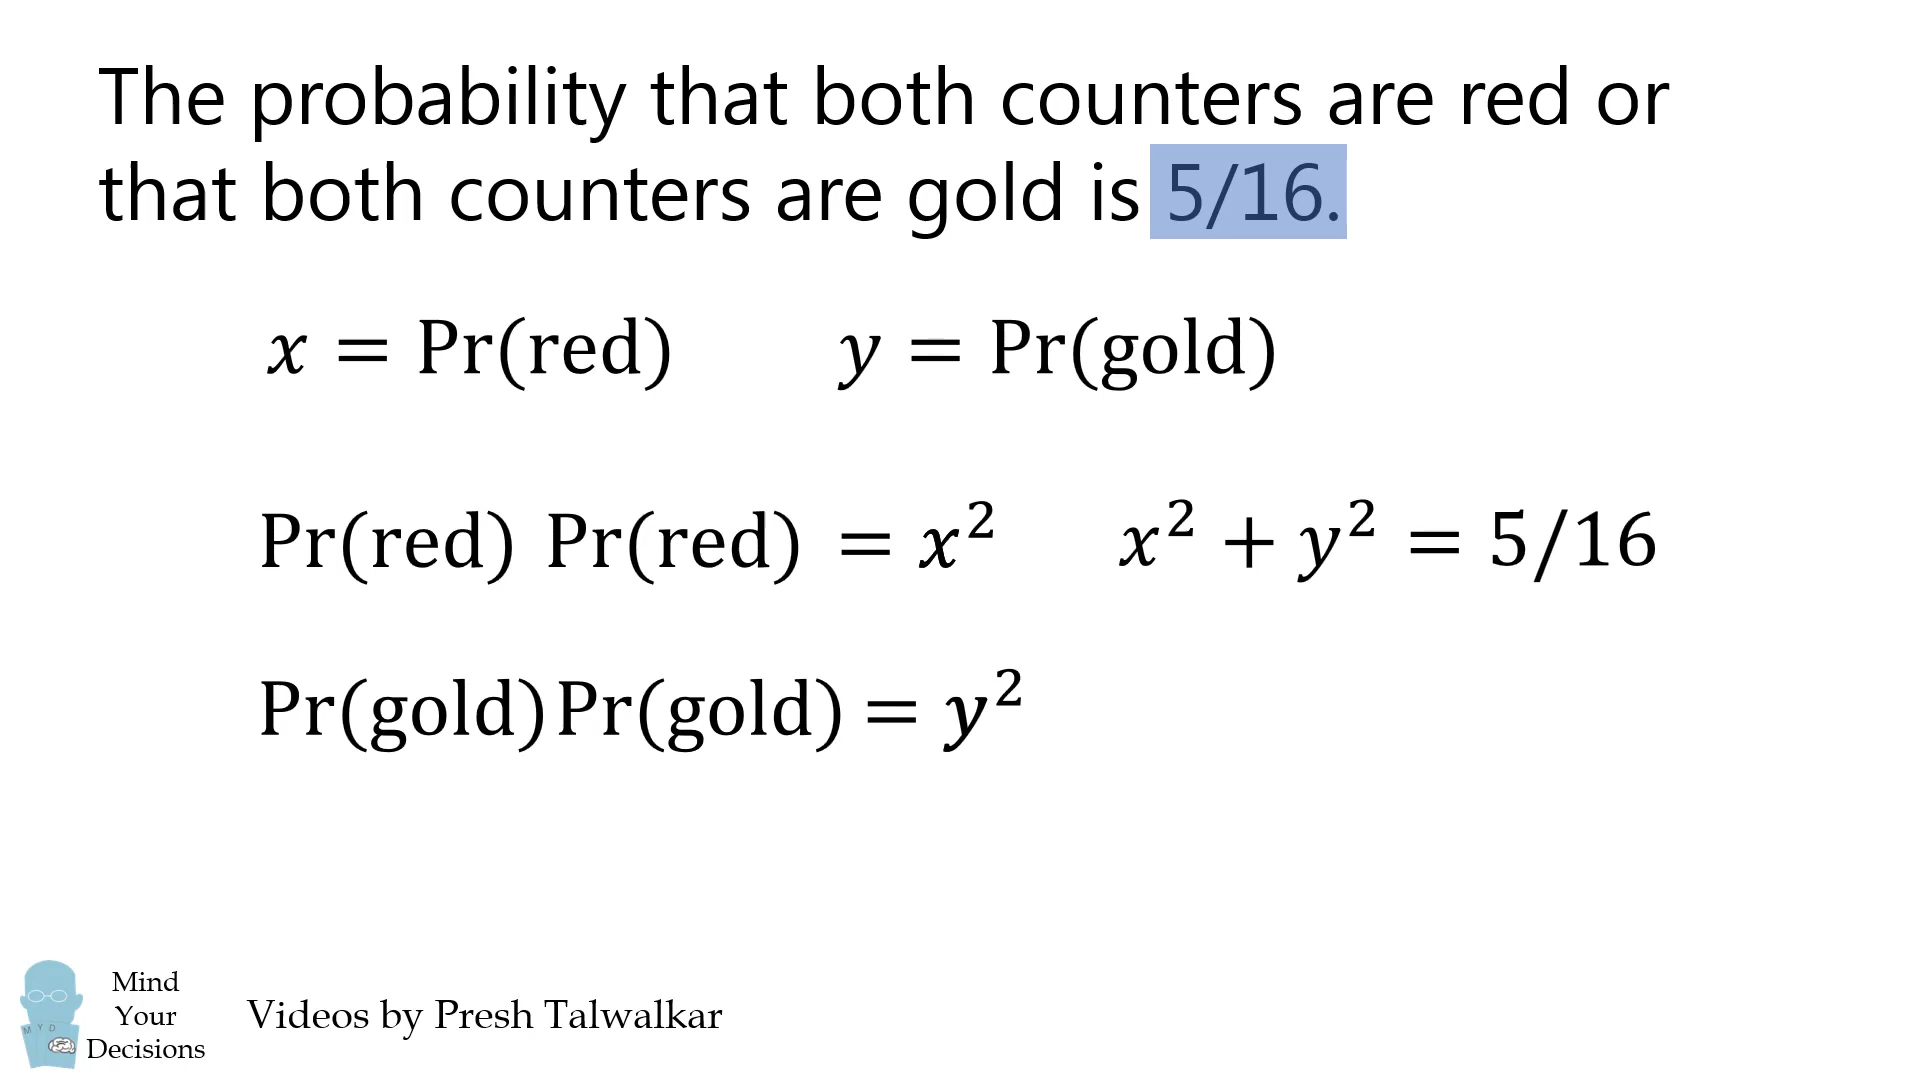 The probability that both counters are red or
that both counters are gold is 5/16.
x = Pr(red) y = Pr(gold)
Pr(red) Pr(red) = x² x² + y² = 5/16
Pr(gold)Pr(gold) = y²
Mind
Your
Decisions
M Y D
Videos by Presh Talwalkar